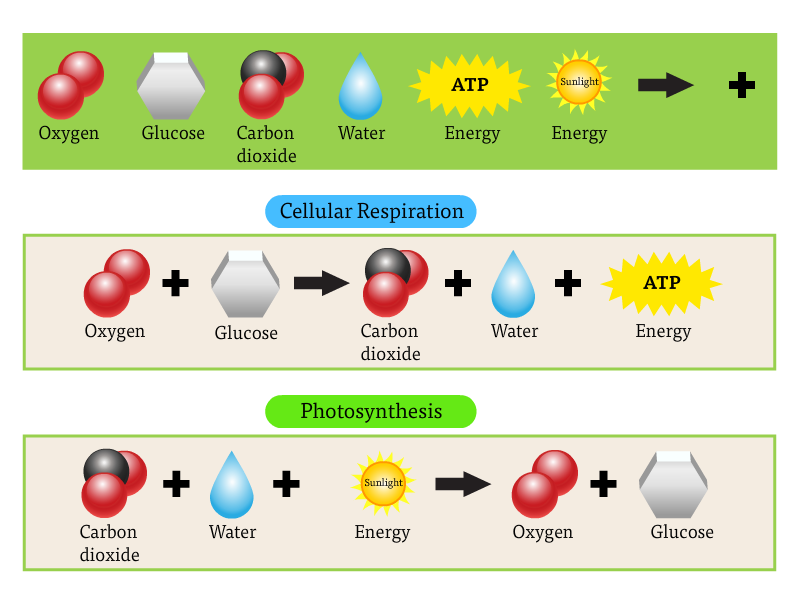 ATP
Sunlight
Oxygen Glucose Carbon Water Energy Energy
dioxide
Cellular Respiration
ATP
Oxygen Glucose Carbon Water Energy
dioxide
Photosynthesis
Sunlight
Carbon Water Energy Oxygen Glucose
dioxide